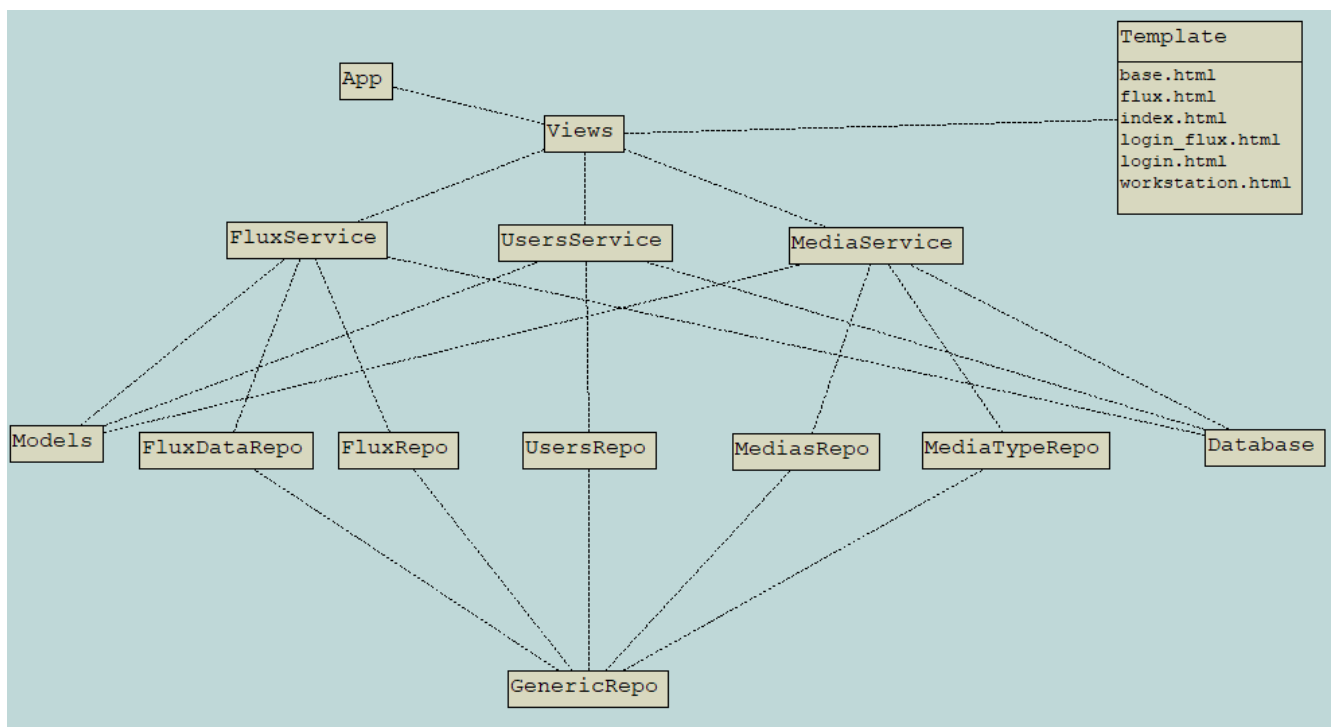 Template
base.html
flux.html
index.html
login_flux.html
login.html
workstation.html
App
Views
FluxService
UsersService
MediaService
Models
FluxDataRepo
FluxRepo
UsersRepo
MediasRepo
MediaTypeRepo
Database
GenericRepo